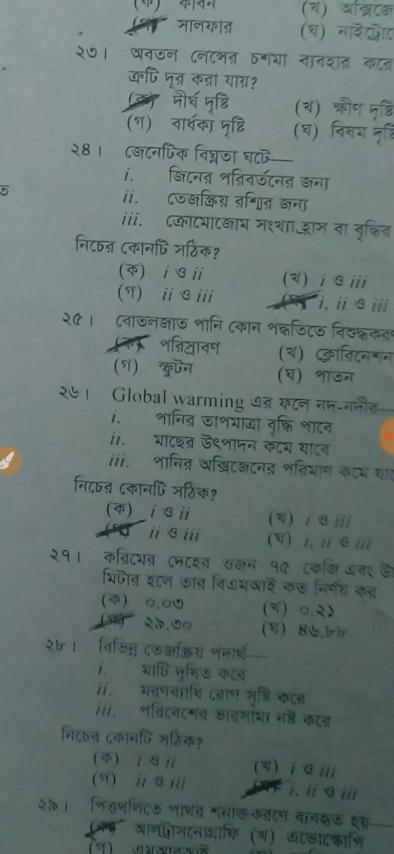 (ক) কার্বন (খ) অক্সিজে
(গ) সালফার (ঘ) নাইট্রো
২৩। অবতল লেন্সের চশমা ব্যবহার করে
ত্রুটি দূর করা যায়?
(ক) দীর্ঘ দৃষ্টি (খ) ক্ষীণ দৃষ্টি
(গ) বার্ধক্য দৃষ্টি (ঘ) বিষম দৃষ্টি
২৪। জেনেটিক বিঘ্নতা ঘটে—
i. জিনের পরিবর্তনের জন্য
ii. তেজষ্ক্রিয় রশ্মির জন্য
iii. ক্রোমোজোম সংখ্যা হ্রাস বা বৃদ্ধির
নিচের কোনটি সঠিক?
(ক) i ও ii (খ) i ও iii
(গ) ii ও iii (ঘ) i, ii ও iii
২৫। বোতলজাত পানি কোন পদ্ধতিতে বিশুদ্ধকরণ
(ক) পরিস্রাবণ (খ) ক্লোরিনেশন
(গ) স্ফুটন (ঘ) পাতন
২৬। Global warming এর ফলে নদ-নদীর—
i. পানির তাপমাত্রা বৃদ্ধি পাবে
ii. মাছের উৎপাদন কমে যাবে
iii. পানির অক্সিজেনের পরিমাণ কমে যা
নিচের কোনটি সঠিক?
(ক) i ও ii (খ) i ও iii
(গ) ii ও iii (ঘ) i, ii ও iii
২৭। করিমের দেহের ওজন ৭৫ কেজি এবং উ
মিটার হলে তার বিএমআই কত নির্ণয় কর
(ক) ০.০৩ (খ) ০.২১
(গ) ২৯.৩০ (ঘ) ৪৬.৮৮
২৮। বিভিন্ন তেজষ্ক্রিয় পদার্থ—
i. মাটি দূষিত করে
ii. মরণব্যাধি রোগ সৃষ্টি করে
iii. পরিবেশের ভারসাম্য নষ্ট করে
নিচের কোনটি সঠিক?
(ক) i ও ii (খ) i ও iii
(গ) ii ও iii (ঘ) i, ii ও iii
২৯। পিত্তথলিতে পাথর শনাক্তকরণে ব্যবহৃত হয়—
(ক) আলট্রাসনোগ্রাফি (খ) এন্ডোস্কোপি
(গ) এমআরআই